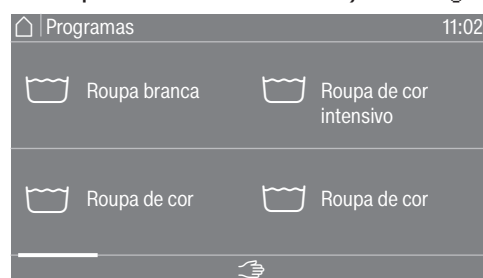 Programas 11:02
Roupa branca
Roupa de cor
intensivo
Roupa de cor
Roupa de cor